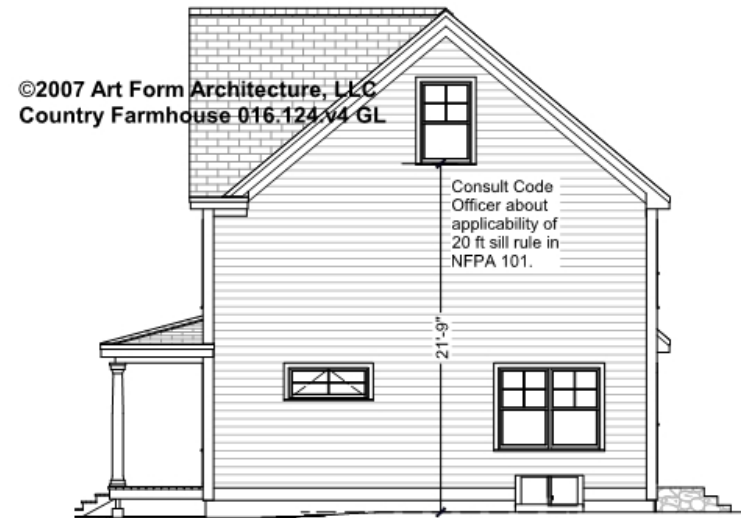 ©2007 Art Form Architecture, LLC
Country Farmhouse 016.124.v4 GL
Consult Code
Officer about
applicability of
20 ft sill rule in
NFPA 101.
21'-9"